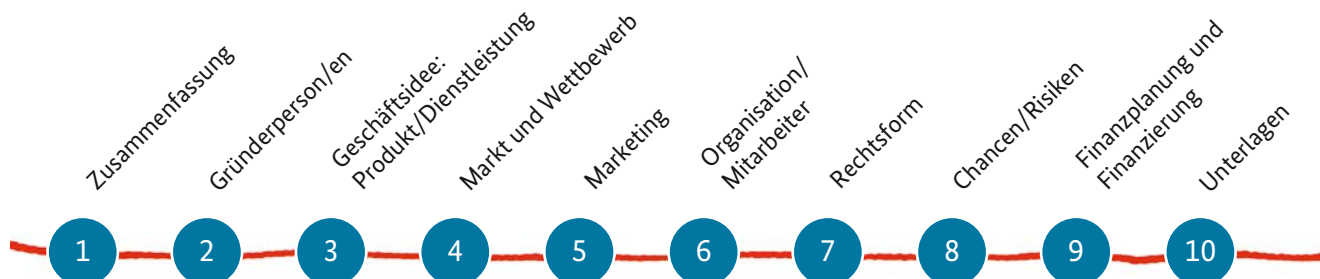 Zusammenfassung
Gründerperson/en
Geschäftsidee:
Produkt/Dienstleistung
Markt und Wettbewerb
Marketing
Organisation/
Mitarbeiter
Rechtsform
Chancen/Risiken
Finanzplanung und
Finanzierung
Unterlagen
1
2
3
4
5
6
7
8
9
10